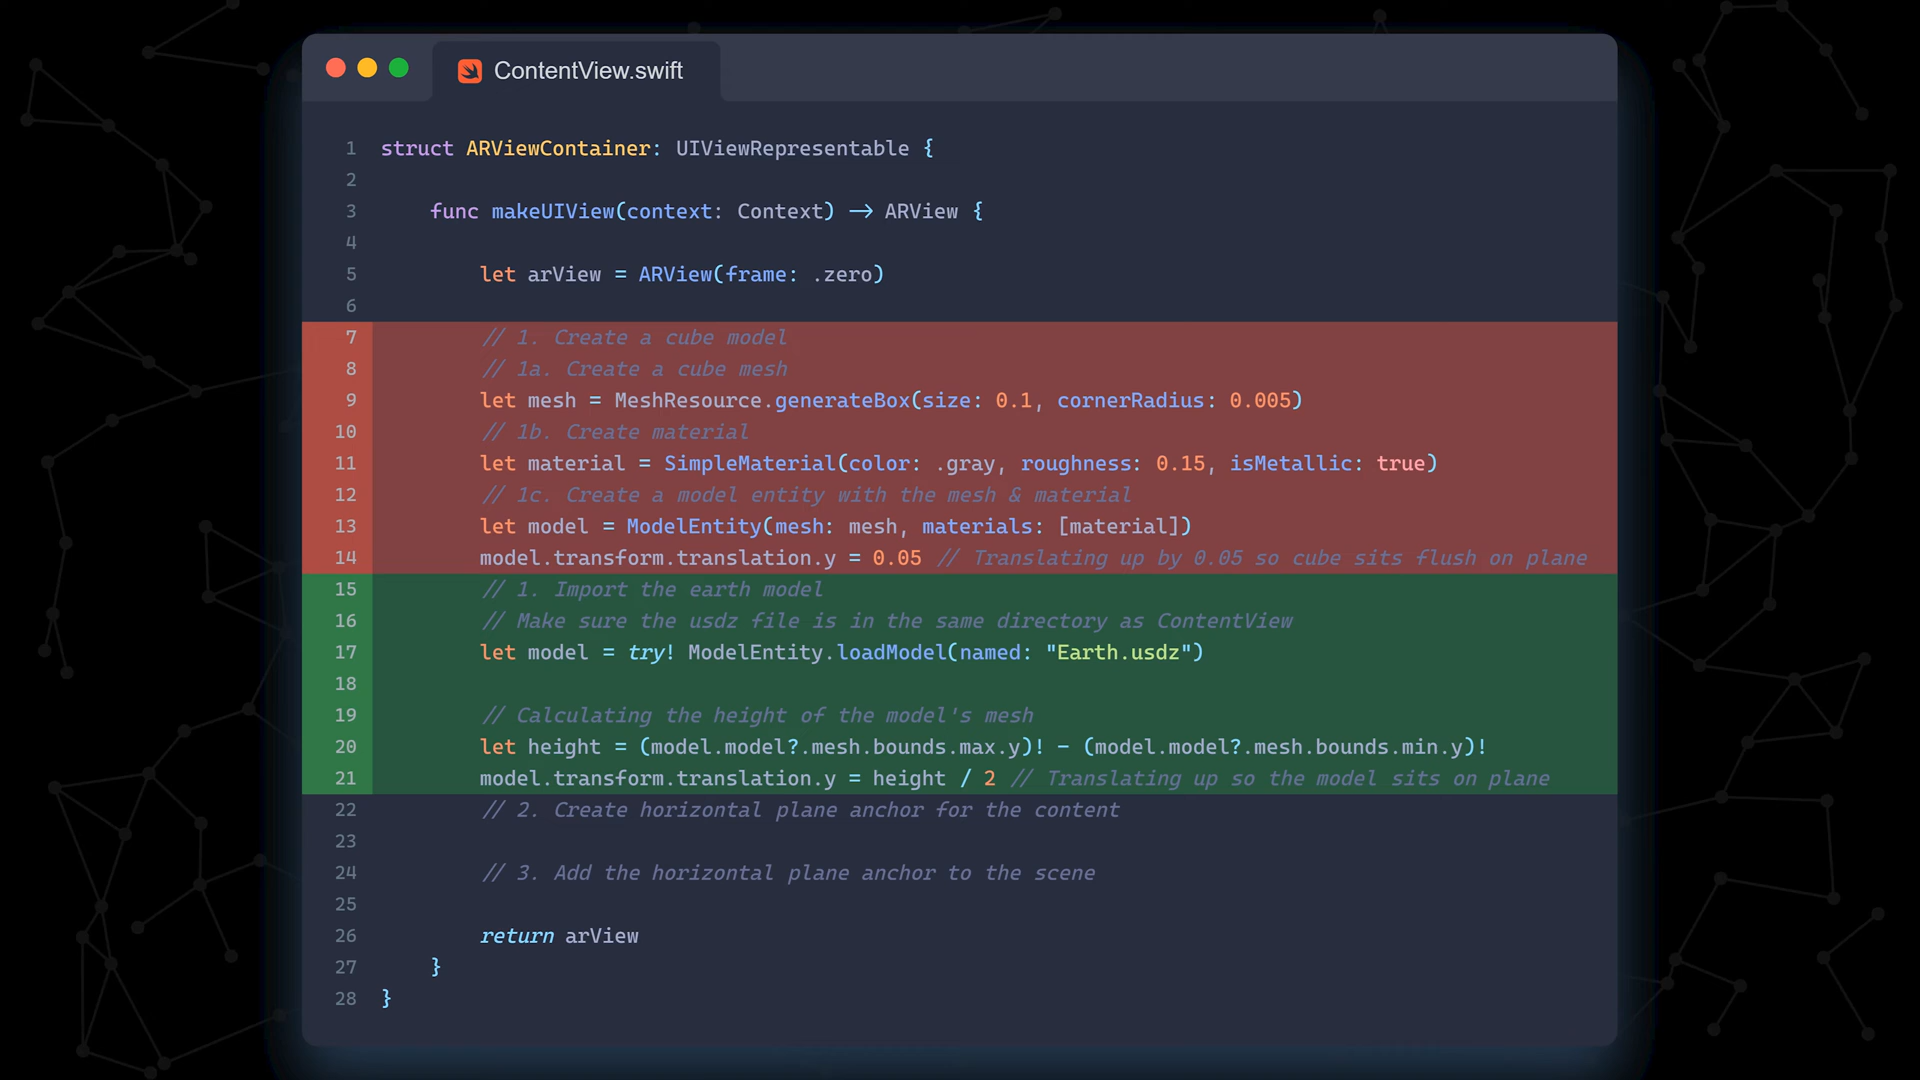 ContentView.swift
1 struct ARViewContainer: UIViewRepresentable {
2
3 func makeUIView(context: Context) -> ARView {
4
5 let arView = ARView(frame: .zero)
6
7 // 1. Create a cube model
8 // 1a. Create a cube mesh
9 let mesh = MeshResource.generateBox(size: 0.1, cornerRadius: 0.005)
10 // 1b. Create material
11 let material = SimpleMaterial(color: .gray, roughness: 0.15, isMetallic: true)
12 // 1c. Create a model entity with the mesh & material
13 let model = ModelEntity(mesh: mesh, materials: [material])
14 model.transform.translation.y = 0.05 // Translating up by 0.05 so cube sits flush on plane
15 // 1. Import the earth model
16 // Make sure the usdz file is in the same directory as ContentView
17 let model = try! ModelEntity.loadModel(named: "Earth.usdz")
18
19 // Calculating the height of the model's mesh
20 let height = (model.model?.mesh.bounds.max.y)! - (model.model?.mesh.bounds.min.y)!
21 model.transform.translation.y = height / 2 // Translating up so the model sits on plane
22 // 2. Create horizontal plane anchor for the content
23
24 // 3. Add the horizontal plane anchor to the scene
25
26 return arView
27 }
28 }